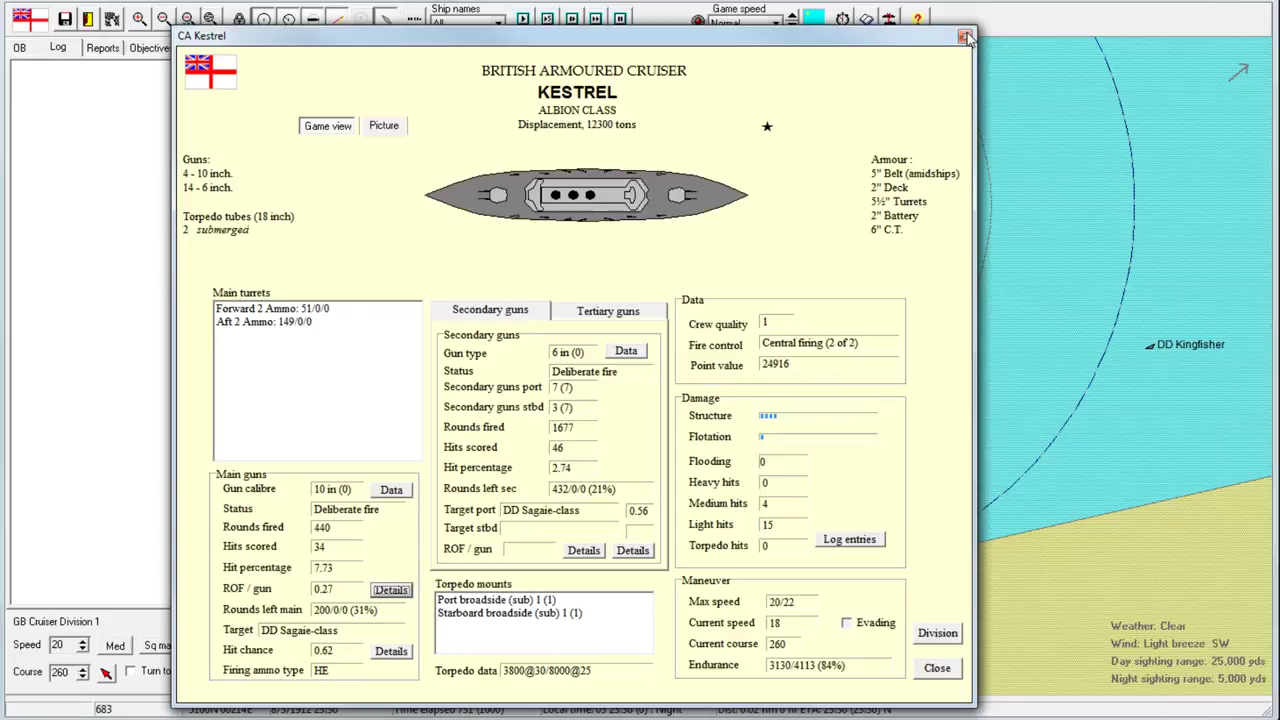 Ship names
All
Game speed
Normal
CA Kestrel
OB
Log
Reports
Objective
BRITISH ARMOURED CRUISER
KESTREL
ALBION CLASS
Displacement, 12300 tons
Game view
Picture
Guns:
4 - 10 inch.
14 - 6 inch.
Torpedo tubes (18 inch)
2 submerged
Armour :
5" Belt (amidships)
2" Deck
5½" Turrets
2" Battery
6" C.T.
Main turrets
Forward 2 Ammo: 51/0/0
Aft 2 Ammo: 149/0/0
Main guns
Gun calibre 10 in (0) Data
Status Deliberate fire
Rounds fired 440
Hits scored 34
Hit percentage 7.73
ROF / gun 0.27 Details
Rounds left main 200/0/0 (31%)
Target DD Sagaie-class
Hit chance 0.62 Details
Firing ammo type HE
Secondary guns
Tertiary guns
Secondary guns
Gun type 6 in (0) Data
Status Deliberate fire
Secondary guns port 7 (7)
Secondary guns stbd 3 (7)
Rounds fired 1677
Hits scored 46
Hit percentage 2.74
Rounds left sec 432/0/0 (21%)
Target port DD Sagaie-class 0.56
Target stbd
ROF / gun Details Details
Torpedo mounts
Port broadside (sub) 1 (1)
Starboard broadside (sub) 1 (1)
Torpedo data 3800@30/8000@25
Data
Crew quality 1
Fire control Central firing (2 of 2)
Point value 24916
Damage
Structure
Flotation
Flooding 0
Heavy hits 0
Medium hits 4
Light hits 15
Torpedo hits 0
Log entries
Maneuver
Max speed 20/22
Current speed 18
Evading
Current course 260
Endurance 3130/4113 (84%)
Division
Close
DD Kingfisher
GB Cruiser Division 1
Speed 20 Med Sq ma
Course 260 Turn to
Weather: Clear
Wind: Light breeze SW
Day sighting range: 25.000 yds
Night sighting range: 5.000 yds
683